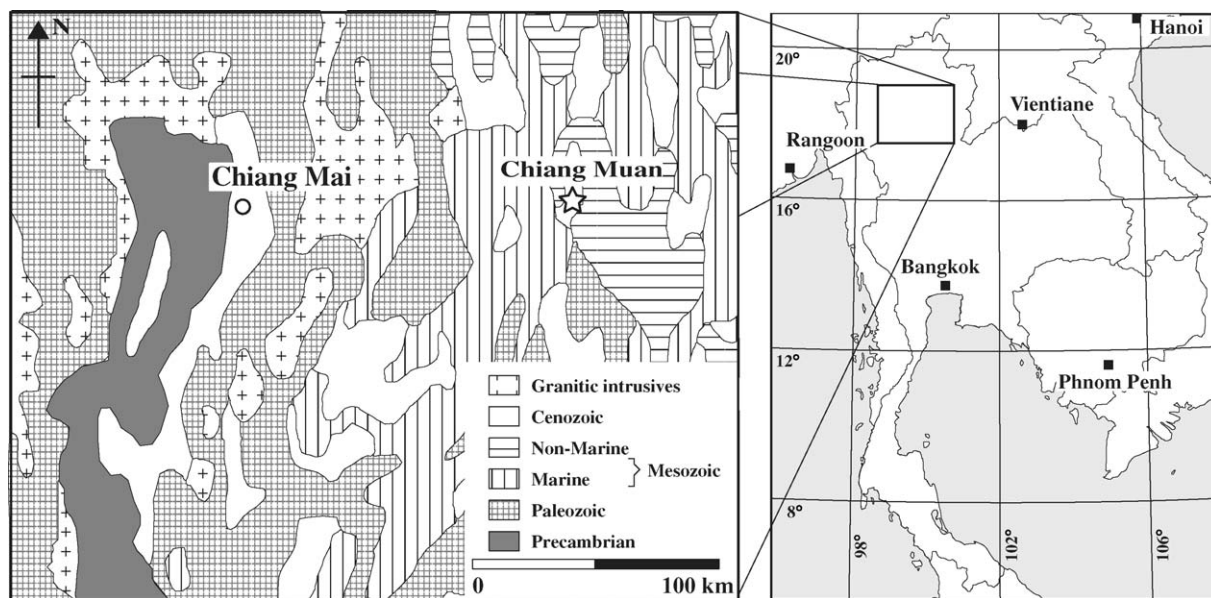 N
Chiang Mai
Chiang Muan
Granitic intrusives
Cenozoic
Non-Marine
Marine
Mesozoic
Paleozoic
Precambrian
0
100 km
Hanoi
20°
Vientiane
Rangoon
16°
Bangkok
12°
Phnom Penh
8°
98°
102°
106°